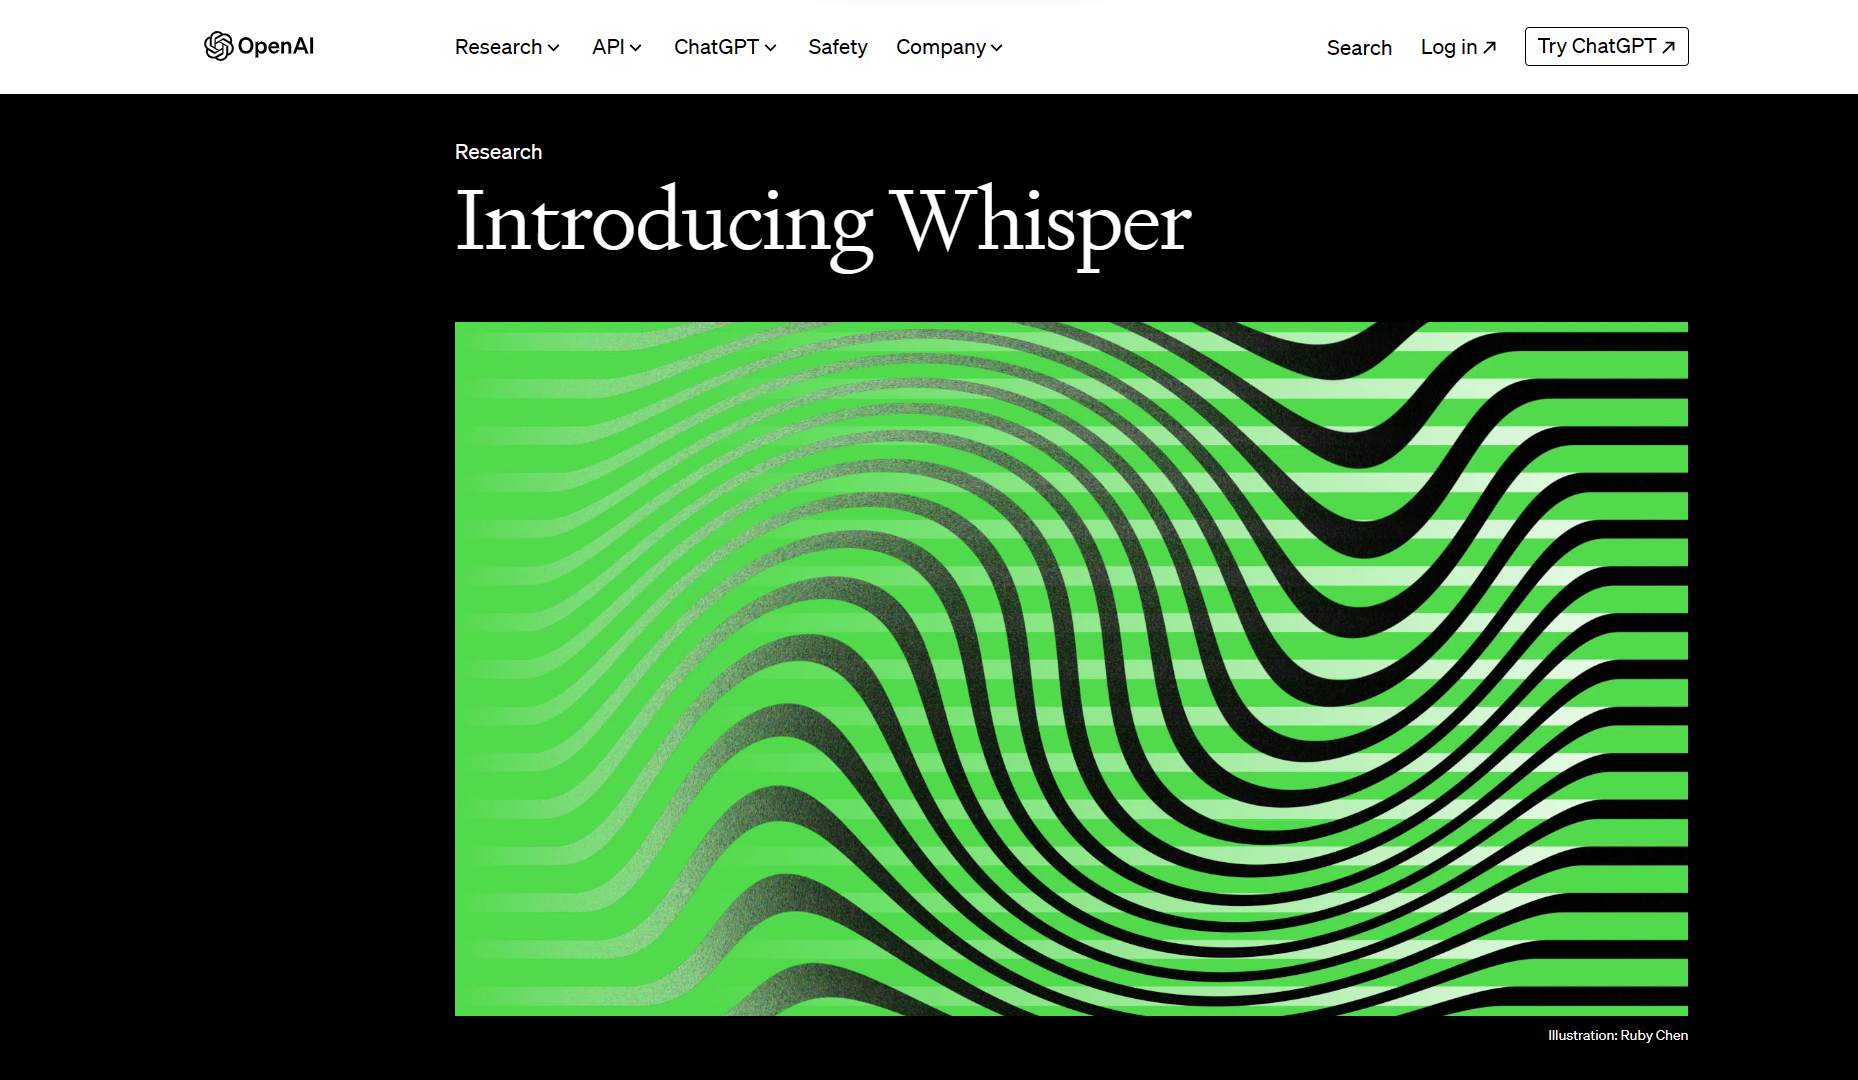 OpenAI
Research
API
ChatGPT
Safety
Company
Search
Log in
Try ChatGPT
Research
Introducing Whisper
Illustration: Ruby Chen